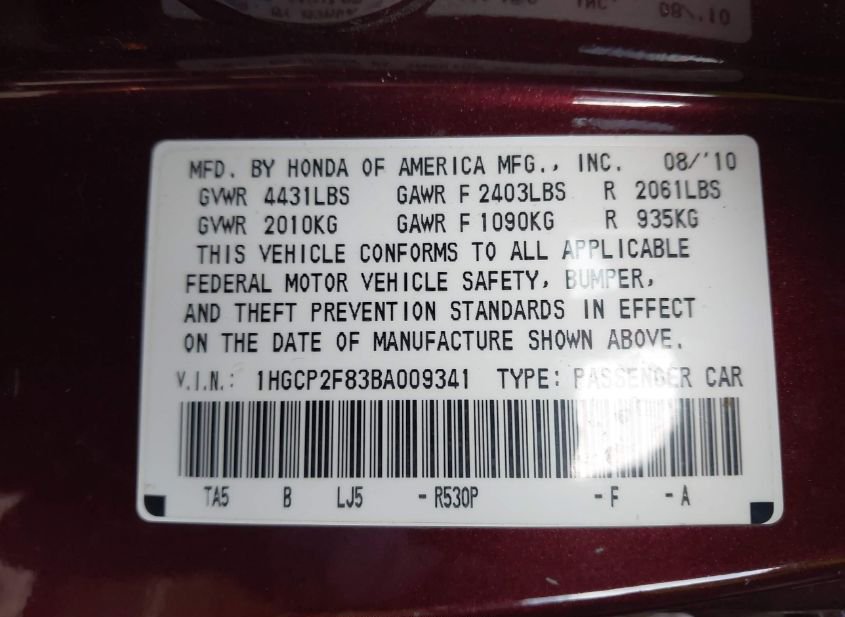 MFD. BY HONDA OF AMERICA MFG., INC. 08/'10
GVWR 4431LBS GAWR F 2403LBS R 2061LBS
GVWR 2010KG GAWR F 1090KG R 935KG
THIS VEHICLE CONFORMS TO ALL APPLICABLE
FEDERAL MOTOR VEHICLE SAFETY, BUMPER,
AND THEFT PREVENTION STANDARDS IN EFFECT
ON THE DATE OF MANUFACTURE SHOWN ABOVE.
V.I.N.: 1HGCP2F83BA009341 TYPE: PASSENGER CAR
TA5 B LJ5 -R530P -F -A